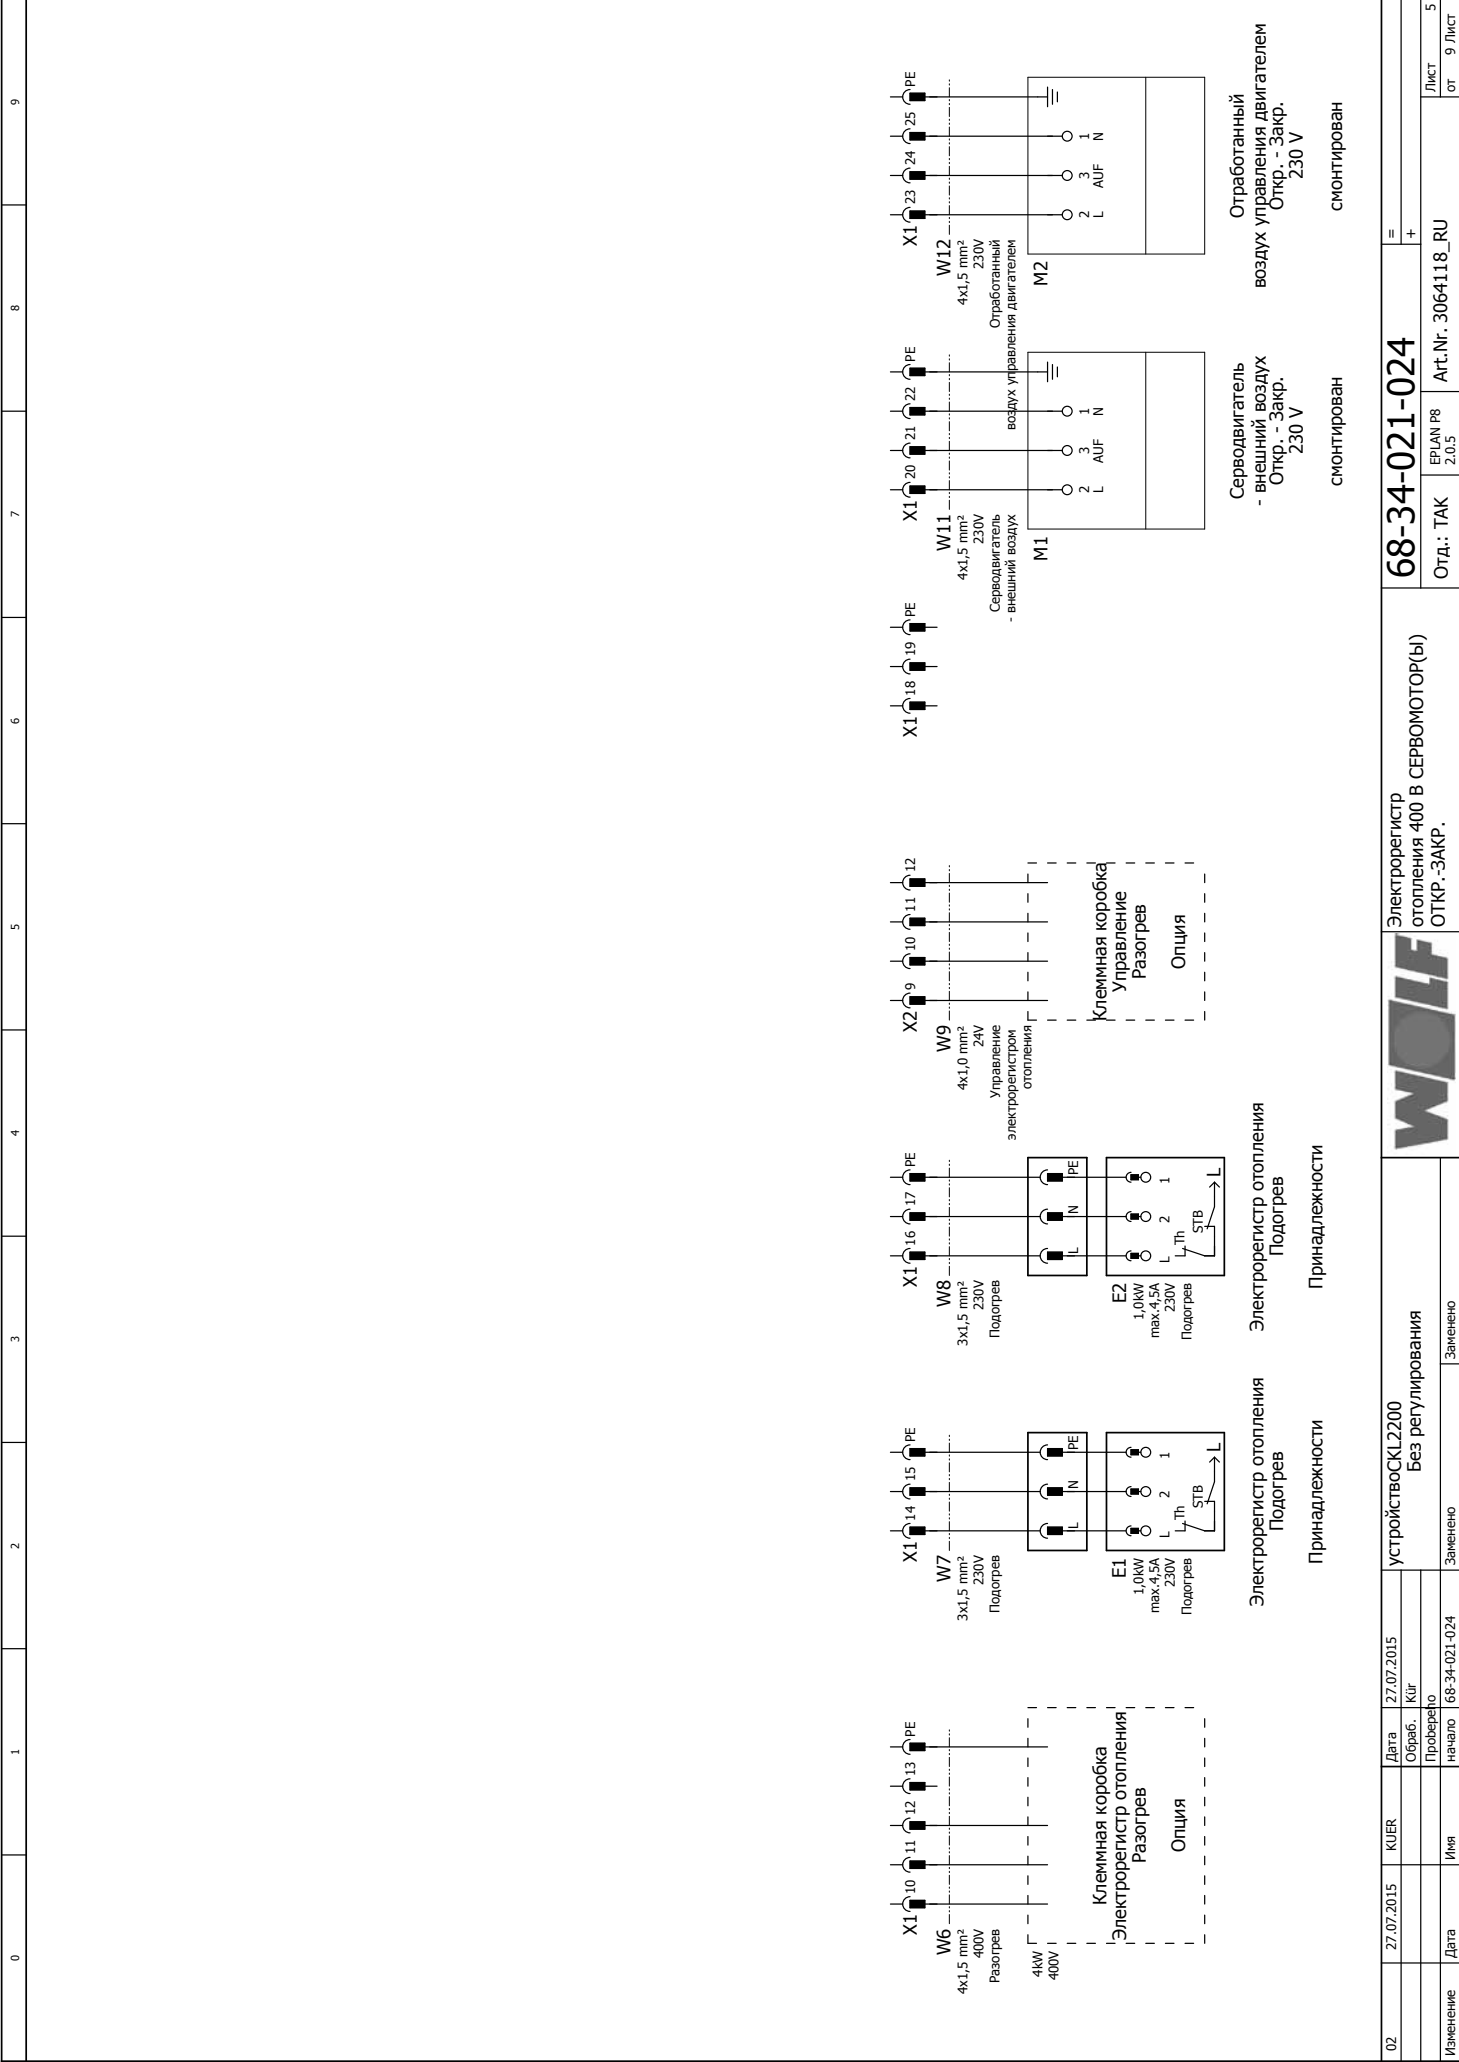 0
1
2
3
4
5
6
7
8
9
X1 10 11 12 13 PE
W6
4x1,5 mm²
400V
Разогрев
4kW
400V
Клеммная коробка
Электрорегистр отопления
Разогрев
Опция
X1 14 15 PE
W7
3x1,5 mm²
230V
Подогрев
L N PE
E1
1,0kW
max.4,5A
230V
Подогрев
L 2 1
Th
STB
L
Электрорегистр отопления
Подогрев
Принадлежности
X1 16 17 PE
W8
3x1,5 mm²
230V
Подогрев
L N PE
E2
1,0kW
max.4,5A
230V
Подогрев
L 2 1
Th
STB
L
Электрорегистр отопления
Подогрев
Принадлежности
X2 9 10 11 12
W9
4x1,0 mm²
24V
Управление
электрорегистром
отопления
Клеммная коробка
Управление
Разогрев
Опция
X1 18 19 PE
X1 20 21 22 PE
W11
4x1,5 mm²
230V
Серводвигатель
- внешний воздух
M1
2 3 1
L AUF N
Серводвигатель
- внешний воздух
Откр. - Закр.
230 V
смонтирован
X1 23 24 25 PE
W12
4x1,5 mm²
230V
Отработанный
воздух управления двигателем
M2
2 3 1
L AUF N
Отработанный
воздух управления двигателем
Откр. - Закр.
230 V
смонтирован
02
27.07.2015
KUER
Изменение
Дата
Имя
Дата
27.07.2015
Обраб.
Kür
Проверено
начало
68-34-021-024
устройствоCKL2200
Без регулирования
Заменено
Заменено
WOLF
Электрорегистр
отопления 400 В СЕРВОМОТОР(Ы)
ОТКР.-ЗАКР.
68-34-021-024
Отд.: TAK
EPLAN P8
2.0.5
Art.Nr. 3064118_RU
=
+
Лист
5
от
9 Лист